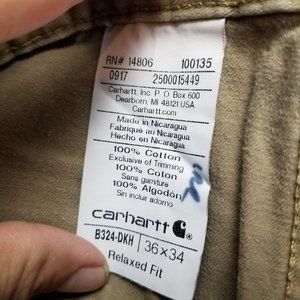 RN# 14806 100135
0917 2500015449
Carhartt, Inc. P O Box 600
Dearborn, MI 48121 USA
Carhartt.com
Made in Nicaragua
Fabriqué au Nicaragua
Hecho en Nicaragua
100% Cotton
Exclusive of Trimming
100% Coton
Sans garniture
100% Algodón
Sin incluir adorno
carhartt
B324-DKH 36x34
Relaxed Fit